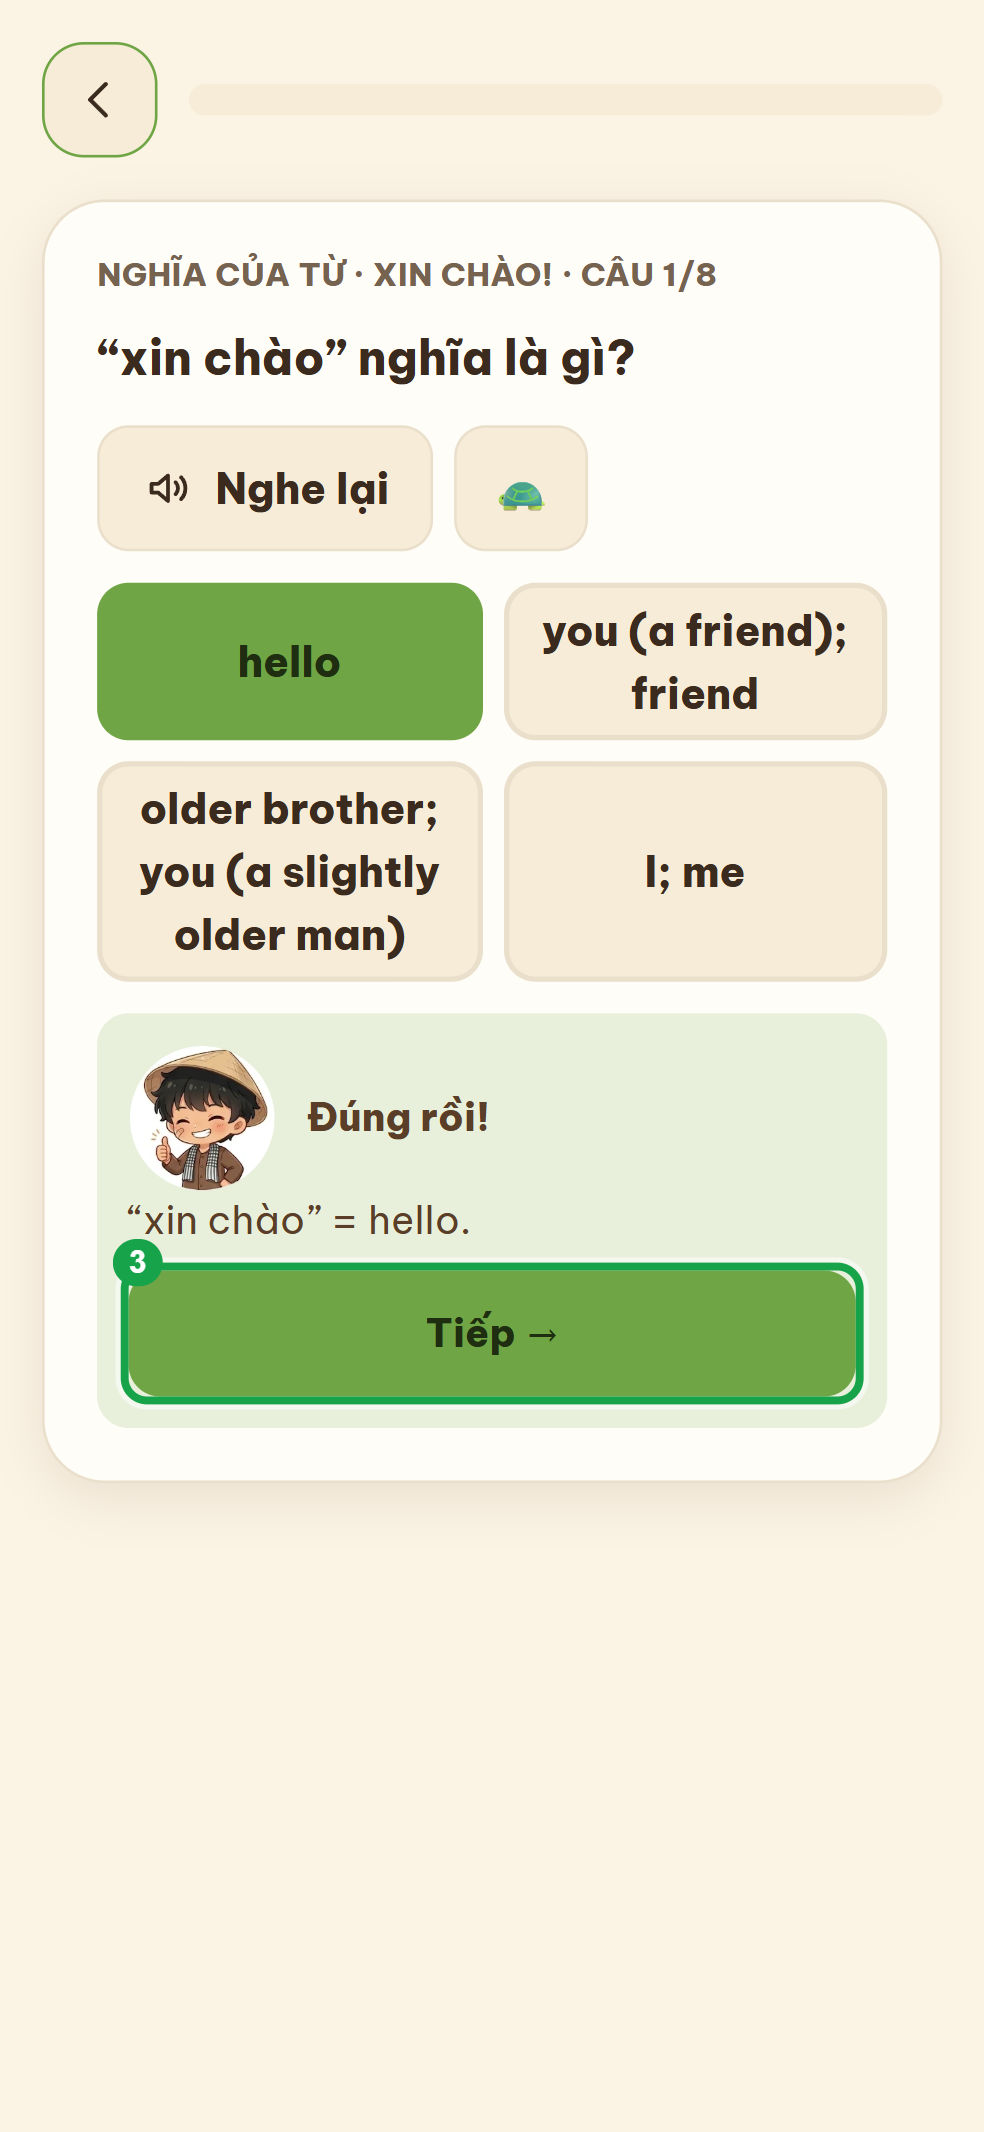 NGHĨA CỦA TỪ · XIN CHÀO! · CÂU 1/8
“xin chào” nghĩa là gì?
Nghe lại
hello
you (a friend);
friend
older brother;
you (a slightly
older man)
I; me
Đúng rồi!
“xin chào” = hello.
3
Tiếp →